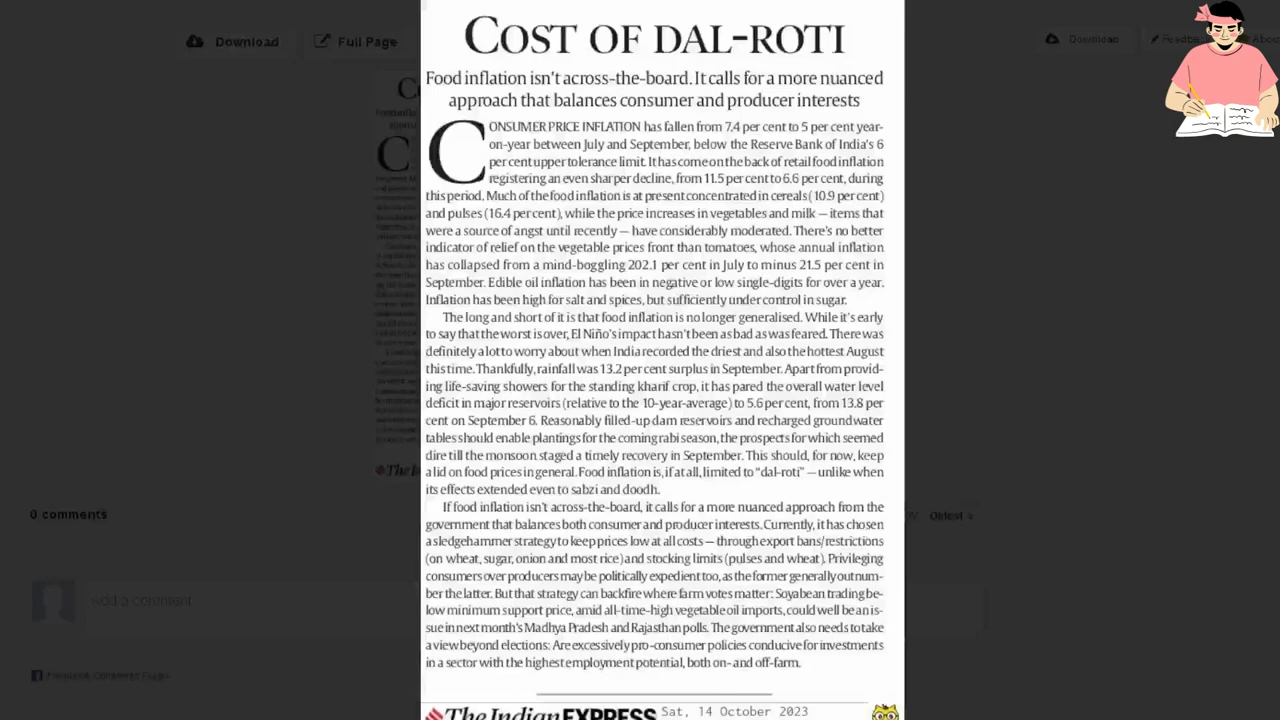 Download
Full Page
Download
COST OF DAL-ROTI
Food inflation isn't across-the-board. It calls for a more nuanced
approach that balances consumer and producer interests
CONSUMER PRICE INFLATION has fallen from 7.4 per cent to 5 per cent year-
on-year between July and September, below the Reserve Bank of India's 6
per cent upper tolerance limit. It has come on the back of retail food inflation
registering an even sharper decline, from 11.5 per cent to 6.6 per cent, during
this period. Much of the food inflation is at present concentrated in cereals (10.9 per cent)
and pulses (16.4 per cent), while the price increases in vegetables and milk — items that
were a source of angst until recently — have considerably moderated. There's no better
indicator of relief on the vegetable prices front than tomatoes, whose annual inflation
has collapsed from a mind-boggling 202.1 per cent in July to minus 21.5 per cent in
September. Edible oil inflation has been in negative or low single-digits for over a year.
Inflation has been high for salt and spices, but sufficiently under control in sugar.
The long and short of it is that food inflation is no longer generalised. While it's early
to say that the worst is over, El Niño's impact hasn't been as bad as was feared. There was
definitely a lot to worry about when India recorded the driest and also the hottest August
this time. Thankfully, rainfall was 13.2 per cent surplus in September. Apart from provid-
ing life-saving showers for the standing kharif crop, it has pared the overall water level
deficit in major reservoirs (relative to the 10-year-average) to 5.6 per cent, from 13.8 per
cent on September 6. Reasonably filled-up dam reservoirs and recharged groundwater
tables should enable plantings for the coming rabi season, the prospects for which seemed
dire till the monsoon staged a timely recovery in September. This should, for now, keep
a lid on food prices in general. Food inflation is, if at all, limited to "dal-roti" — unlike when
its effects extended even to sabzi and doodh.
If food inflation isn't across-the-board, it calls for a more nuanced approach from the
government that balances both consumer and producer interests. Currently, it has chosen
a sledgehammer strategy to keep prices low at all costs — through export bans/restrictions
(on wheat, sugar, onion and most rice) and stocking limits (pulses and wheat). Privileging
consumers over producers may be politically expedient too, as the former generally outnum-
ber the latter. But that strategy can backfire where farm votes matter: Soyabean trading be-
low minimum support price, amid all-time-high vegetable oil imports, could well be an is-
sue in next month's Madhya Pradesh and Rajasthan polls. The government also needs to take
a view beyond elections: Are excessively pro-consumer policies conducive for investments
in a sector with the highest employment potential, both on- and off-farm.
0 comments
Oldest
Add a comment
Facebook Comments Plugin
The Indian EXPRESS
Sat, 14 October 2023